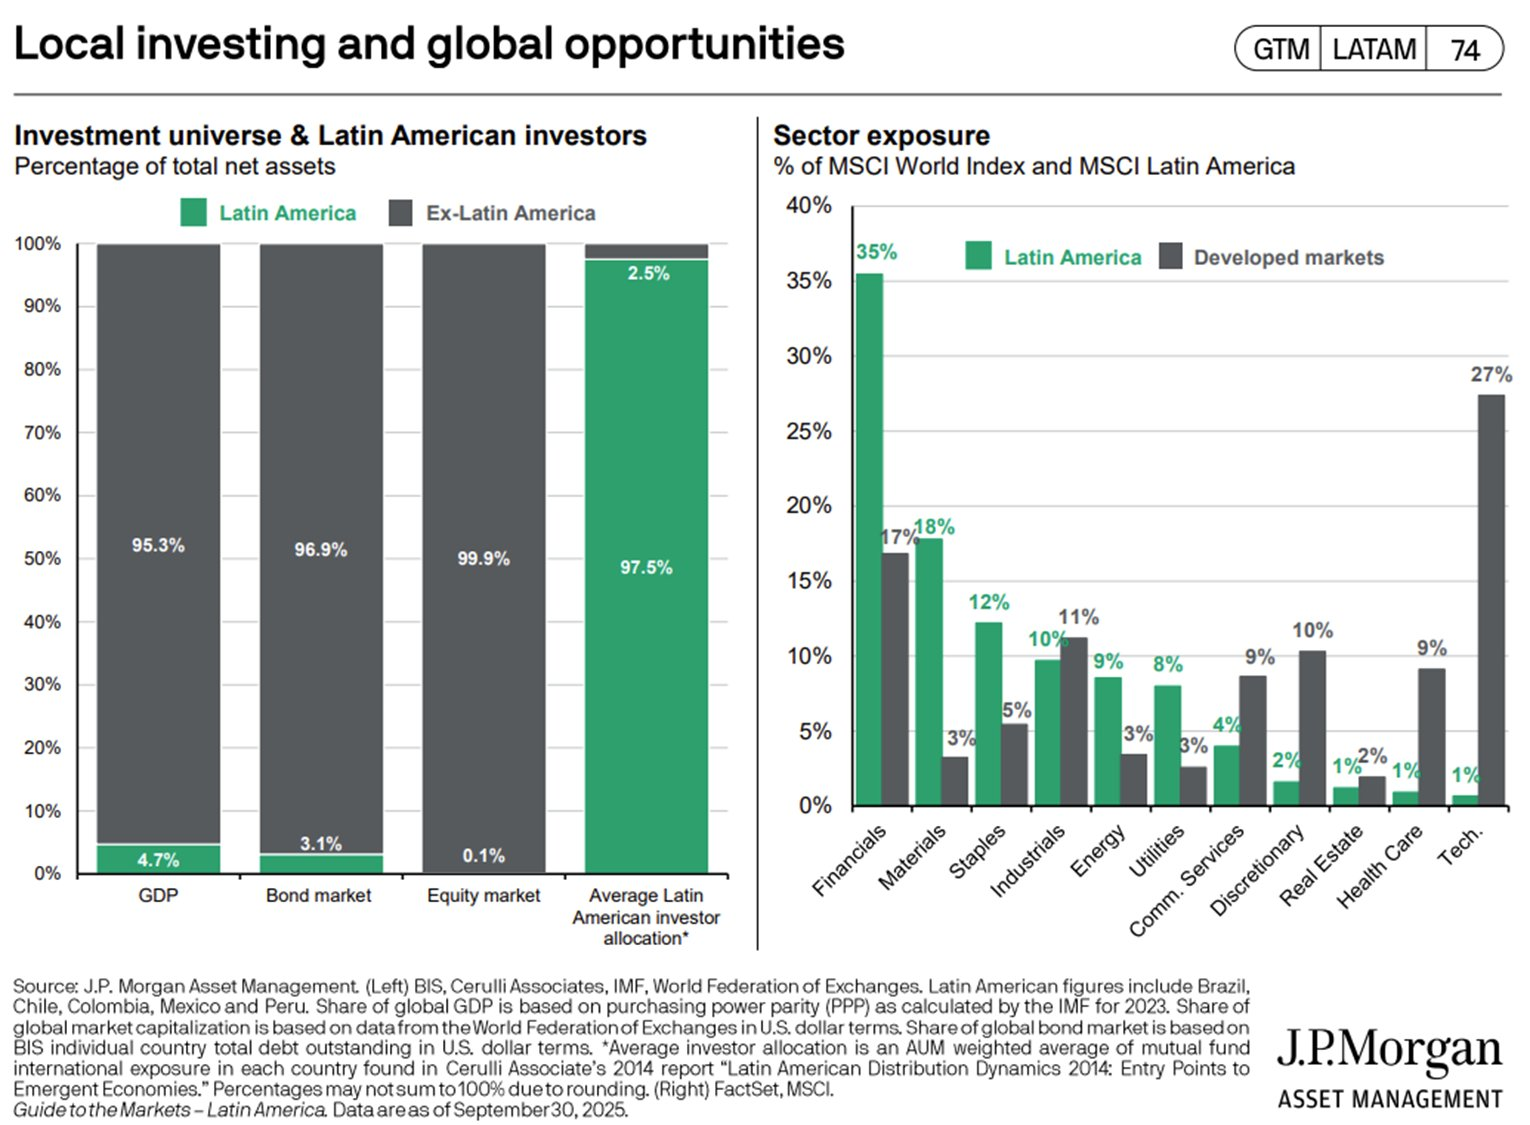 Local investing and global opportunities
GTM LATAM 74
Investment universe & Latin American investors
Percentage of total net assets
Latin America Ex-Latin America
100%
90%
80%
70%
60%
50%
40%
30%
20%
10%
0%
2.5%
95.3%
96.9%
99.9%
97.5%
4.7%
3.1%
0.1%
GDP
Bond market
Equity market
Average Latin
American investor
allocation*
Sector exposure
% of MSCI World Index and MSCI Latin America
Latin America Developed markets
40%
35%
30%
25%
20%
15%
10%
5%
0%
35%
17%
18%
3%
12%
5%
10%
11%
9%
3%
8%
3%
4%
9%
2%
10%
1%
2%
1%
9%
1%
27%
Financials
Materials
Staples
Industrials
Energy
Utilities
Comm. Services
Discretionary
Real Estate
Health Care
Tech.
Source: J.P. Morgan Asset Management. (Left) BIS, Cerulli Associates, IMF, World Federation of Exchanges. Latin American figures include Brazil,
Chile, Colombia, Mexico and Peru. Share of global GDP is based on purchasing power parity (PPP) as calculated by the IMF for 2023. Share of
global market capitalization is based on data from the World Federation of Exchanges in U.S. dollar terms. Share of global bond market is based on
BIS individual country total debt outstanding in U.S. dollar terms. *Average investor allocation is an AUM weighted average of mutual fund
international exposure in each country found in Cerulli Associate's 2014 report “Latin American Distribution Dynamics 2014: Entry Points to
Emergent Economies.” Percentages may not sum to 100% due to rounding. (Right) FactSet, MSCI.
Guide to the Markets – Latin America. Data are as of September 30, 2025.
J.P.Morgan
ASSET MANAGEMENT